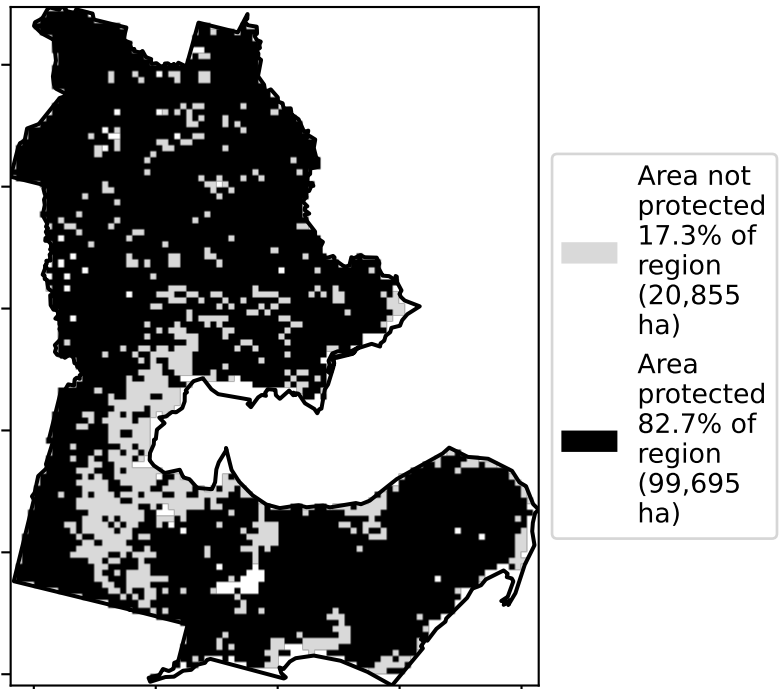 Area not
protected
17.3% of
region
(20,855
ha)
Area
protected
82.7% of
region
(99,695
ha)